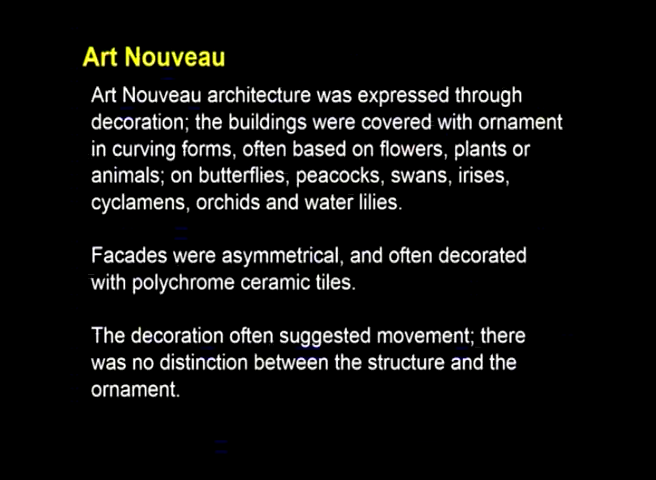 Art Nouveau
Art Nouveau architecture was expressed through
decoration; the buildings were covered with ornament
in curving forms, often based on flowers, plants or
animals; on butterflies, peacocks, swans, irises,
cyclamens, orchids and water lilies.
Facades were asymmetrical, and often decorated
with polychrome ceramic tiles.
The decoration often suggested movement; there
was no distinction between the structure and the
ornament.